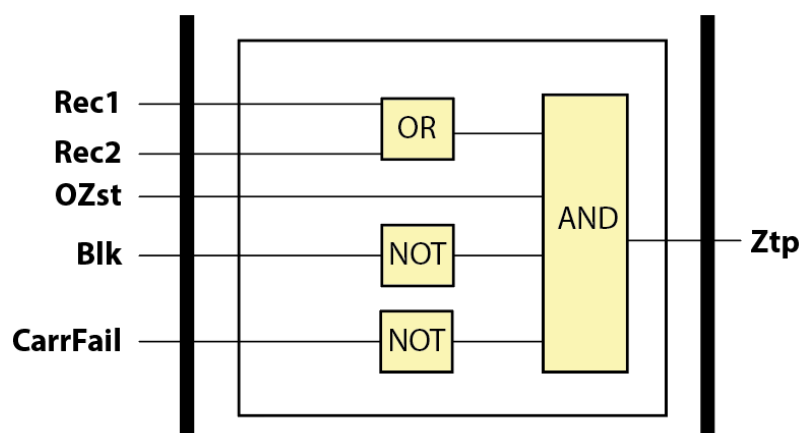 Rec1
OR
Rec2
OZst
AND
Blk
NOT
Ztp
CarrFail
NOT